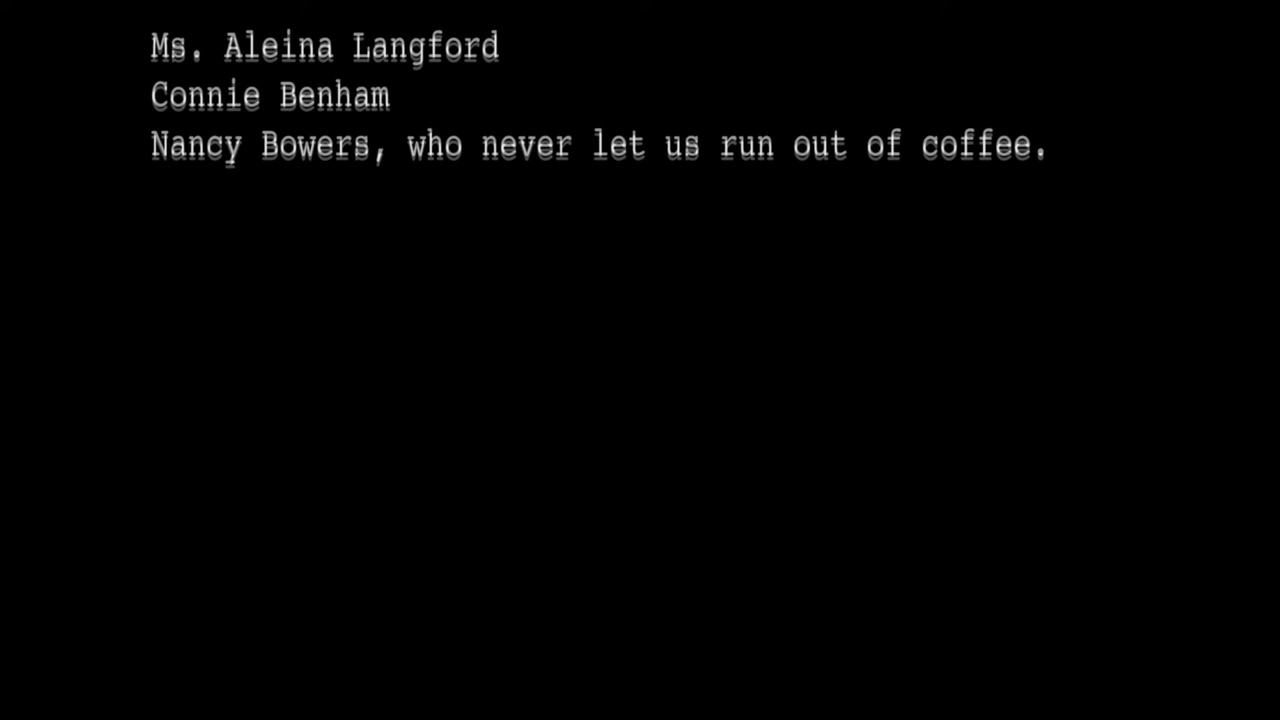 Ms. Aleina Langford
Connie Benham
Nancy Bowers, who never let us run out of coffee.